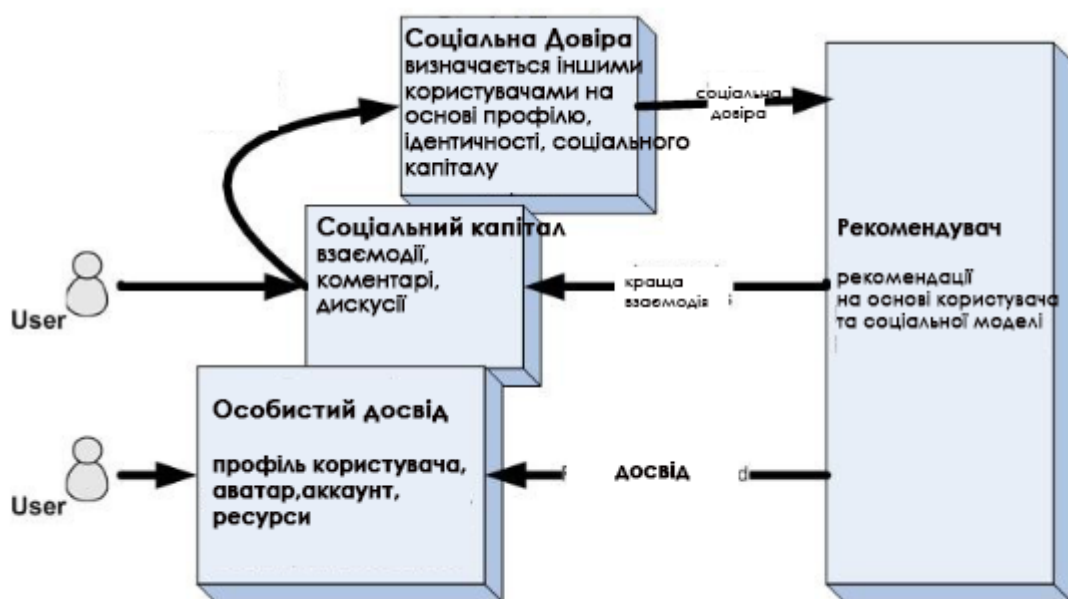 Соціальна Довіра
визначається іншими
користувачами на
основі профілю,
ідентичності, соціального
капіталу
соціальна
довіра
Соціальний капітал
взаємодії,
коментарі,
дискусії
User
краща
взаємодія
Рекомендувач
рекомендації
на основі користувача
та соціальної моделі
Особистий досвід
профіль користувача,
аватар,аккаунт,
ресурси
User
досвід